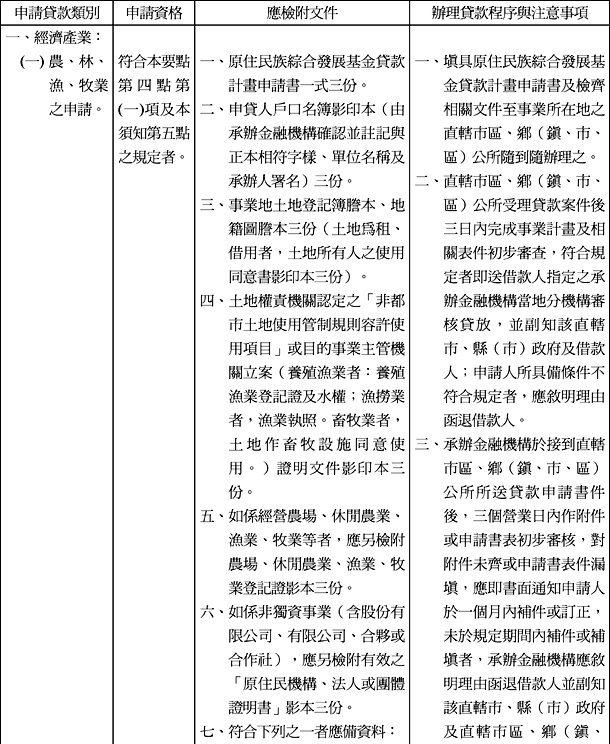 申請貸款類別
申請資格
應檢附文件
辦理貸款程序與注意事項
一、經濟產業：
(一)農、林、
漁、牧業
之申請。
符合本要點
第四點第
(一)項及本
須知第五點
之規定者。
一、原住民族綜合發展基金貸款
計畫申請書一式三份。
二、申貸人戶口名簿影印本（由
承辦金融機構確認並註記與
正本相符字樣、單位名稱及
承辦人署名）三份。
三、事業地土地登記簿謄本、地
籍圖謄本三份（土地為租、
借用者，土地所有人之使用
同意書影印本三份）。
四、土地權責機關認定之「非都
市土地使用管制規則容許使
用項目」或目的事業主管機
關立案（養殖漁業者：養殖
漁業登記證及水權；漁撈業
者，漁業執照。畜牧業者，
土地作畜牧設施同意使
用。）證明文件影印本三
份。
五、如係經營農場、休閒農業、
漁業、牧業等者，應另檢附
農場、休閒農業、漁業、牧
業登記證影本三份。
六、如係非獨資事業（含股份有
限公司、有限公司、合夥或
合作社），應另檢附有效之
「原住民機構、法人或團體
證明書」影本三份。
七、符合下列之一者應備資料：
一、填具原住民族綜合發展基
金貸款計畫申請書及檢齊
相關文件至事業所在地之
直轄市區、鄉（鎮、市、
區）公所隨到隨辦理之。
二、直轄市區、鄉（鎮、市、
區）公所受理貸款案件後
三日內完成事業計畫及相
關表件初步審查，符合規
定者即送借款人指定之承
辦金融機構當地分機構審
核貸放，並副知該直轄
市、縣（市）政府及借款
人；申請人所具備條件不
符合規定者，應敘明理由
函退借款人。
三、承辦金融機構於接到直轄
市區、鄉（鎮、市、區）
公所所送貸款申請書件
後，三個營業日內作附件
或申請書表初步審核，對
附件未齊或申請書表件漏
填，應即書面通知申請人
於一個月內補件或訂正，
未於規定期間內補件或補
填者，承辦金融機構應敘
明理由函退借款人並副知
該直轄市、縣（市）政府
及直轄市區、鄉（鎮、